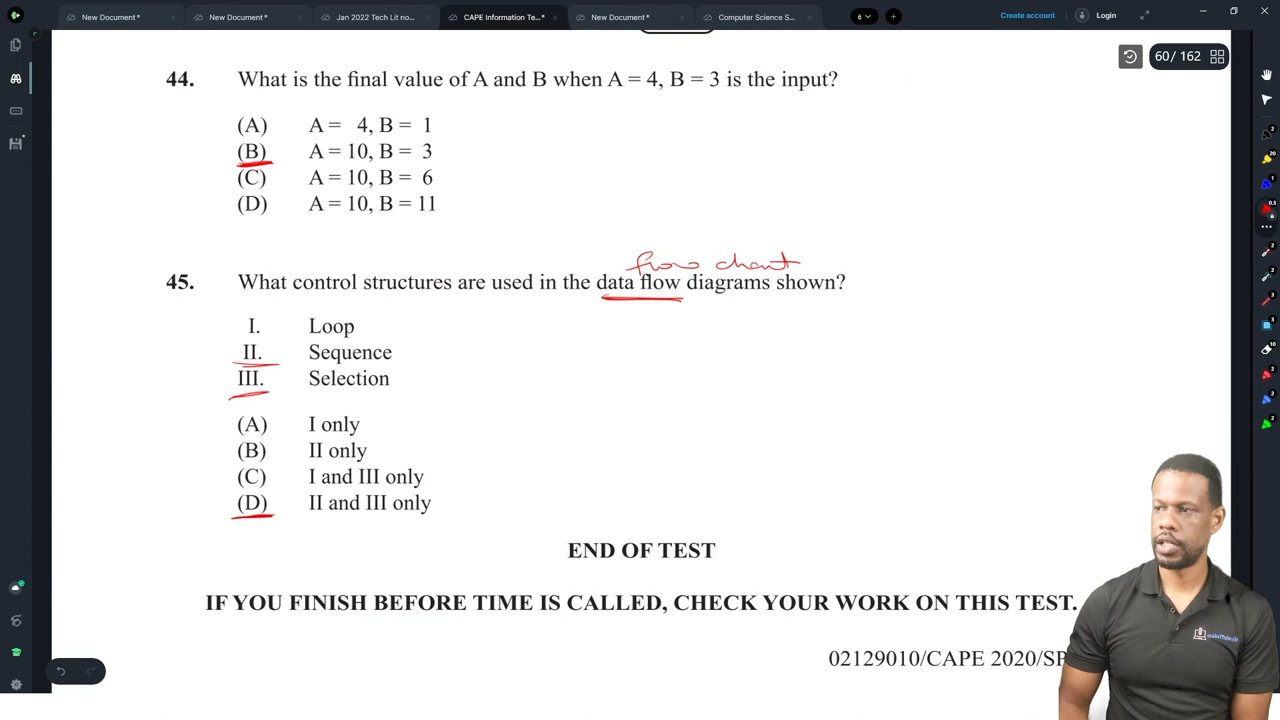 New Document*
New Document*
Jan 2022 Tech Lit no...
CAPE Information Te...*
New Document*
Computer Science S...
6
Create account
Login
60 / 162
44. What is the final value of A and B when A = 4, B = 3 is the input?
(A) A = 4, B = 1
(B) A = 10, B = 3
(C) A = 10, B = 6
(D) A = 10, B = 11
flow chart
45. What control structures are used in the data flow diagrams shown?
I. Loop
II. Sequence
III. Selection
(A) I only
(B) II only
(C) I and III only
(D) II and III only
END OF TEST
IF YOU FINISH BEFORE TIME IS CALLED, CHECK YOUR WORK ON THIS TEST.
02129010/CAPE 2020/SP